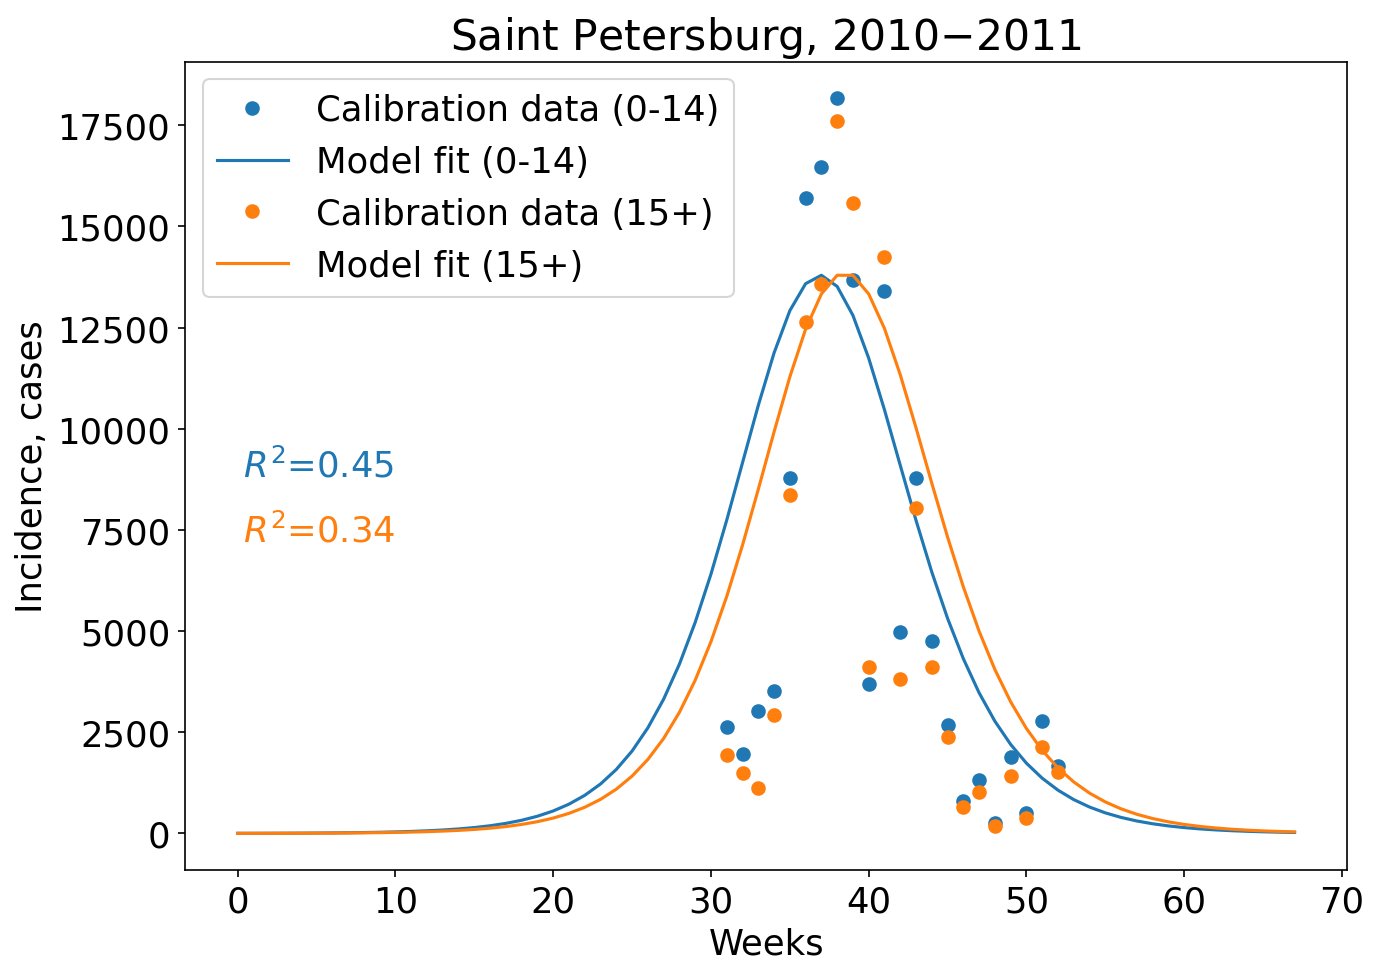 Saint Petersburg, 2010−2011
Calibration data (0-14)
Model fit (0-14)
Calibration data (15+)
Model fit (15+)
17500
15000
12500
10000
7500
5000
2500
0
Incidence, cases
R²=0.45
R²=0.34
0 10 20 30 40 50 60 70
Weeks